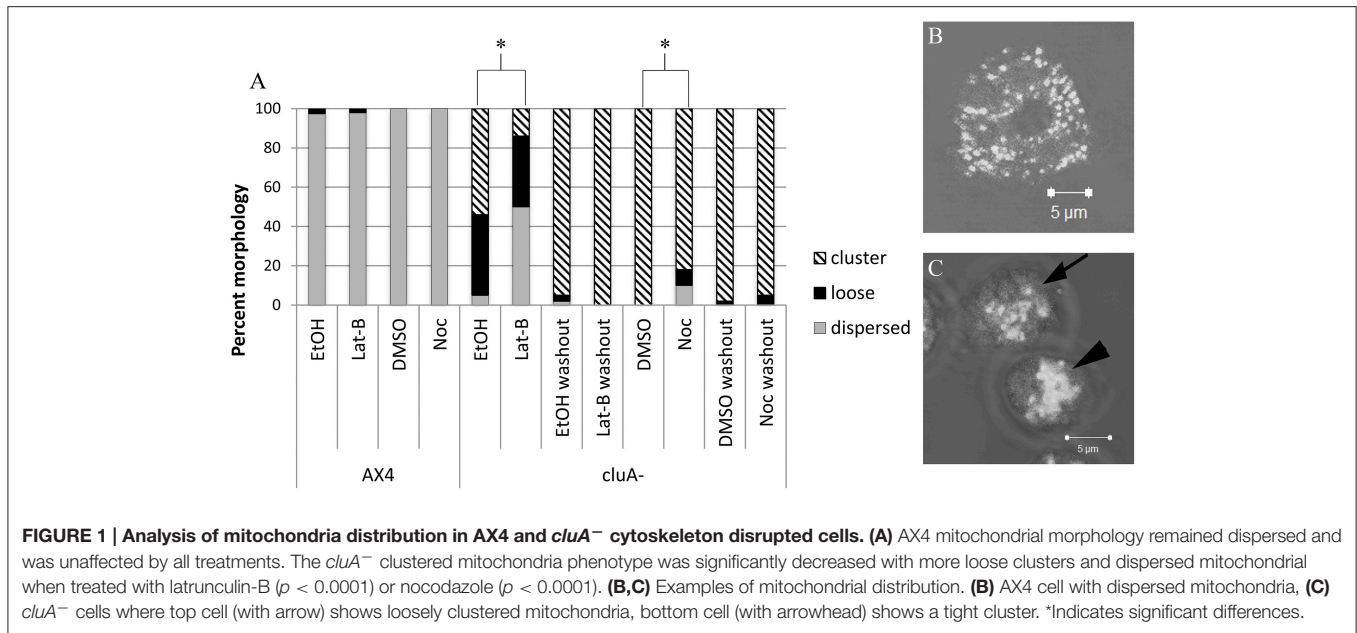 A
*
*
Percent morphology
100
80
60
40
20
0
EtOH
Lat-B
DMSO
Noc
EtOH
Lat-B
EtOH washout
Lat-B washout
DMSO
Noc
DMSO washout
Noc washout
AX4
cluA-
cluster
loose
dispersed
B
5 µm
C
5 µm
FIGURE 1 | Analysis of mitochondria distribution in AX4 and cluA− cytoskeleton disrupted cells. (A) AX4 mitochondrial morphology remained dispersed and
was unaffected by all treatments. The cluA− clustered mitochondria phenotype was significantly decreased with more loose clusters and dispersed mitochondrial
when treated with latrunculin-B (p < 0.0001) or nocodazole (p < 0.0001). (B,C) Examples of mitochondrial distribution. (B) AX4 cell with dispersed mitochondria, (C)
cluA− cells where top cell (with arrow) shows loosely clustered mitochondria, bottom cell (with arrowhead) shows a tight cluster. *Indicates significant differences.